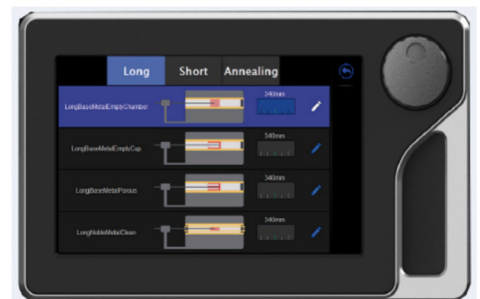 Long Short Annealing
340mm
LongBaseMetalEmptyChamber
340mm
LongBaseMetalEmptyCup
340mm
LongBaseMetalPorous
340mm
LongNobleMetalClean